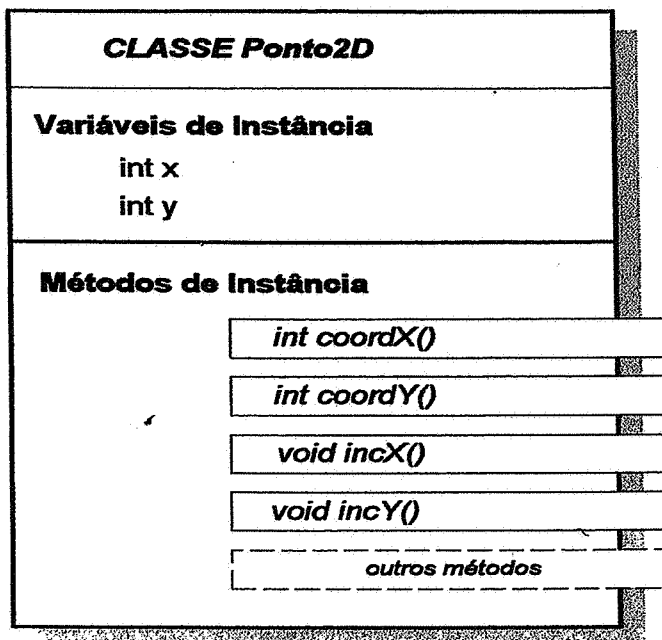 CLASSE Ponto2D
Variáveis de Instância
int x
int y
Métodos de Instância
int coordX()
int coordY()
void incX()
void incY()
outros métodos